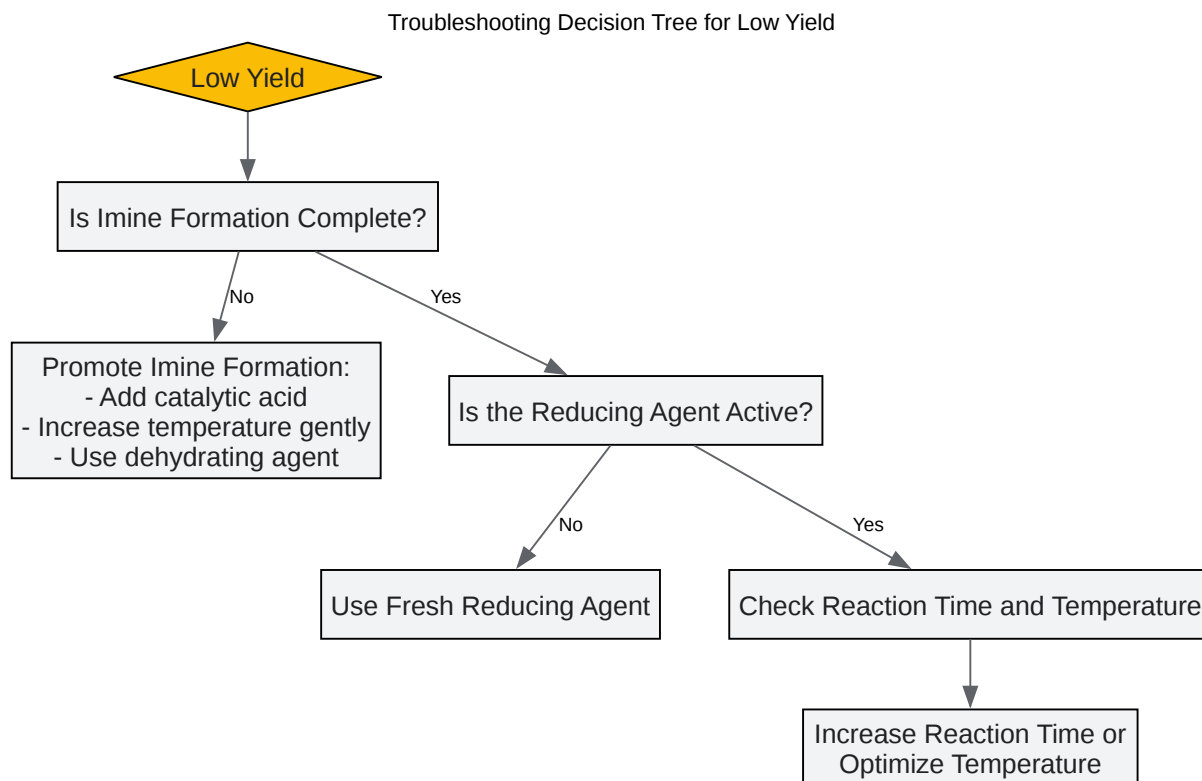 Troubleshooting Decision Tree for Low Yield
Low Yield
Is Imine Formation Complete?
No
Yes
Promote Imine Formation:
- Add catalytic acid
- Increase temperature gently
- Use dehydrating agent
Is the Reducing Agent Active?
No
Yes
Use Fresh Reducing Agent
Check Reaction Time and Temperature
Increase Reaction Time or
Optimize Temperature